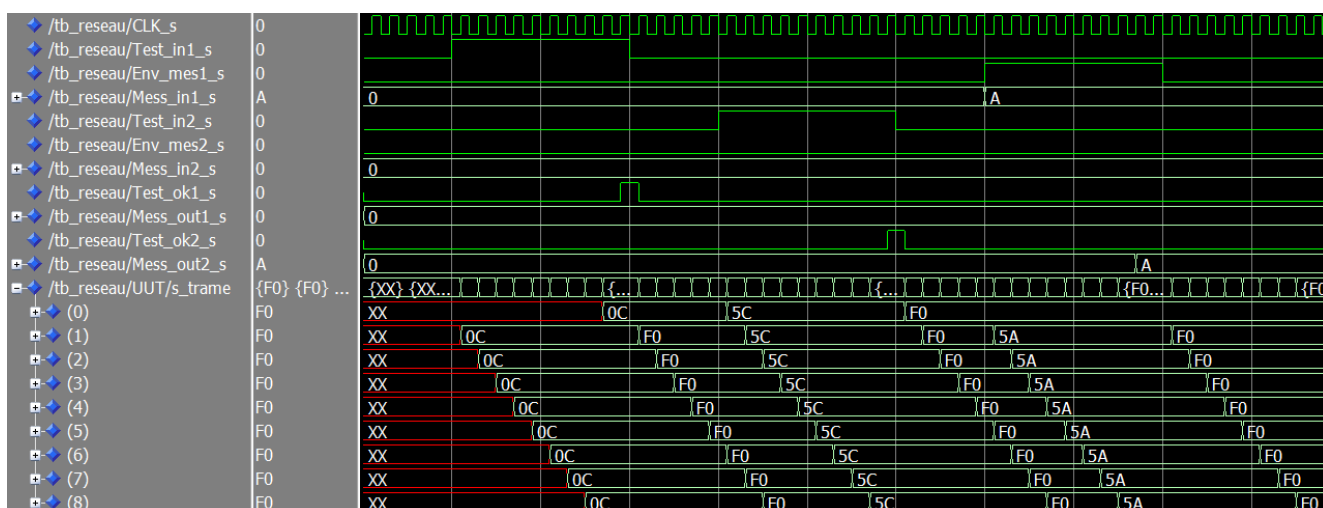 /tb_reseau/CLK_s 0
/tb_reseau/Test_in1_s 0
/tb_reseau/Env_mes1_s 0
/tb_reseau/Mess_in1_s A 0 A
/tb_reseau/Test_in2_s 0
/tb_reseau/Env_mes2_s 0
/tb_reseau/Mess_in2_s 0 0
/tb_reseau/Test_ok1_s 0
/tb_reseau/Mess_out1_s 0 0
/tb_reseau/Test_ok2_s 0
/tb_reseau/Mess_out2_s A 0 A
/tb_reseau/UUT/s_trame {F0} {F0} ... {XX} {XX... {... {... {F0... {F0
(0) F0 XX 0C 5C F0
(1) F0 XX 0C F0 5C F0 5A F0
(2) F0 XX 0C F0 5C F0 5A F0
(3) F0 XX 0C F0 5C F0 5A F0
(4) F0 XX 0C F0 5C F0 5A F0
(5) F0 XX 0C F0 5C F0 5A F0
(6) F0 XX 0C F0 5C F0 5A F0
(7) F0 XX 0C F0 5C F0 5A F0
(8) F0 XX 0C F0 5C F0 5A F0